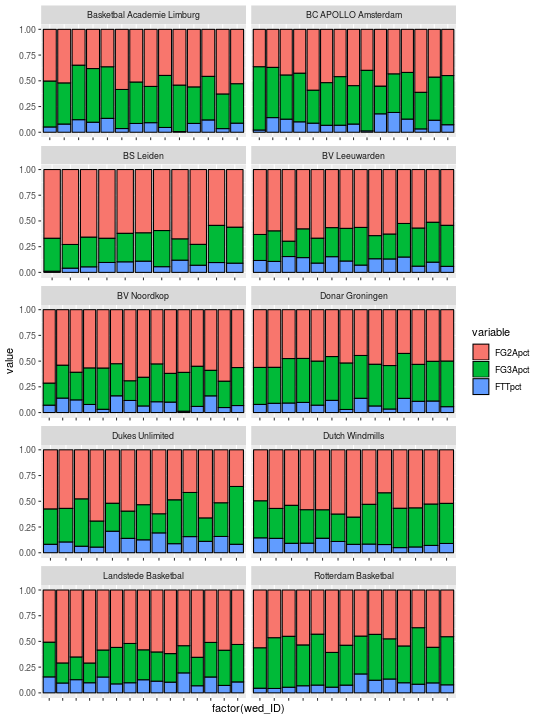 Basketbal Academie Limburg
BC APOLLO Amsterdam
1.00
0.75
0.50
0.25
0.00
BS Leiden
BV Leeuwarden
1.00
0.75
0.50
0.25
0.00
BV Noordkop
Donar Groningen
1.00
0.75
0.50
0.25
0.00
Dukes Unlimited
Dutch Windmills
1.00
0.75
0.50
0.25
0.00
Landstede Basketbal
Rotterdam Basketbal
1.00
0.75
0.50
0.25
0.00
value
factor(wed_ID)
variable
FG2Apct
FG3Apct
FTTpct